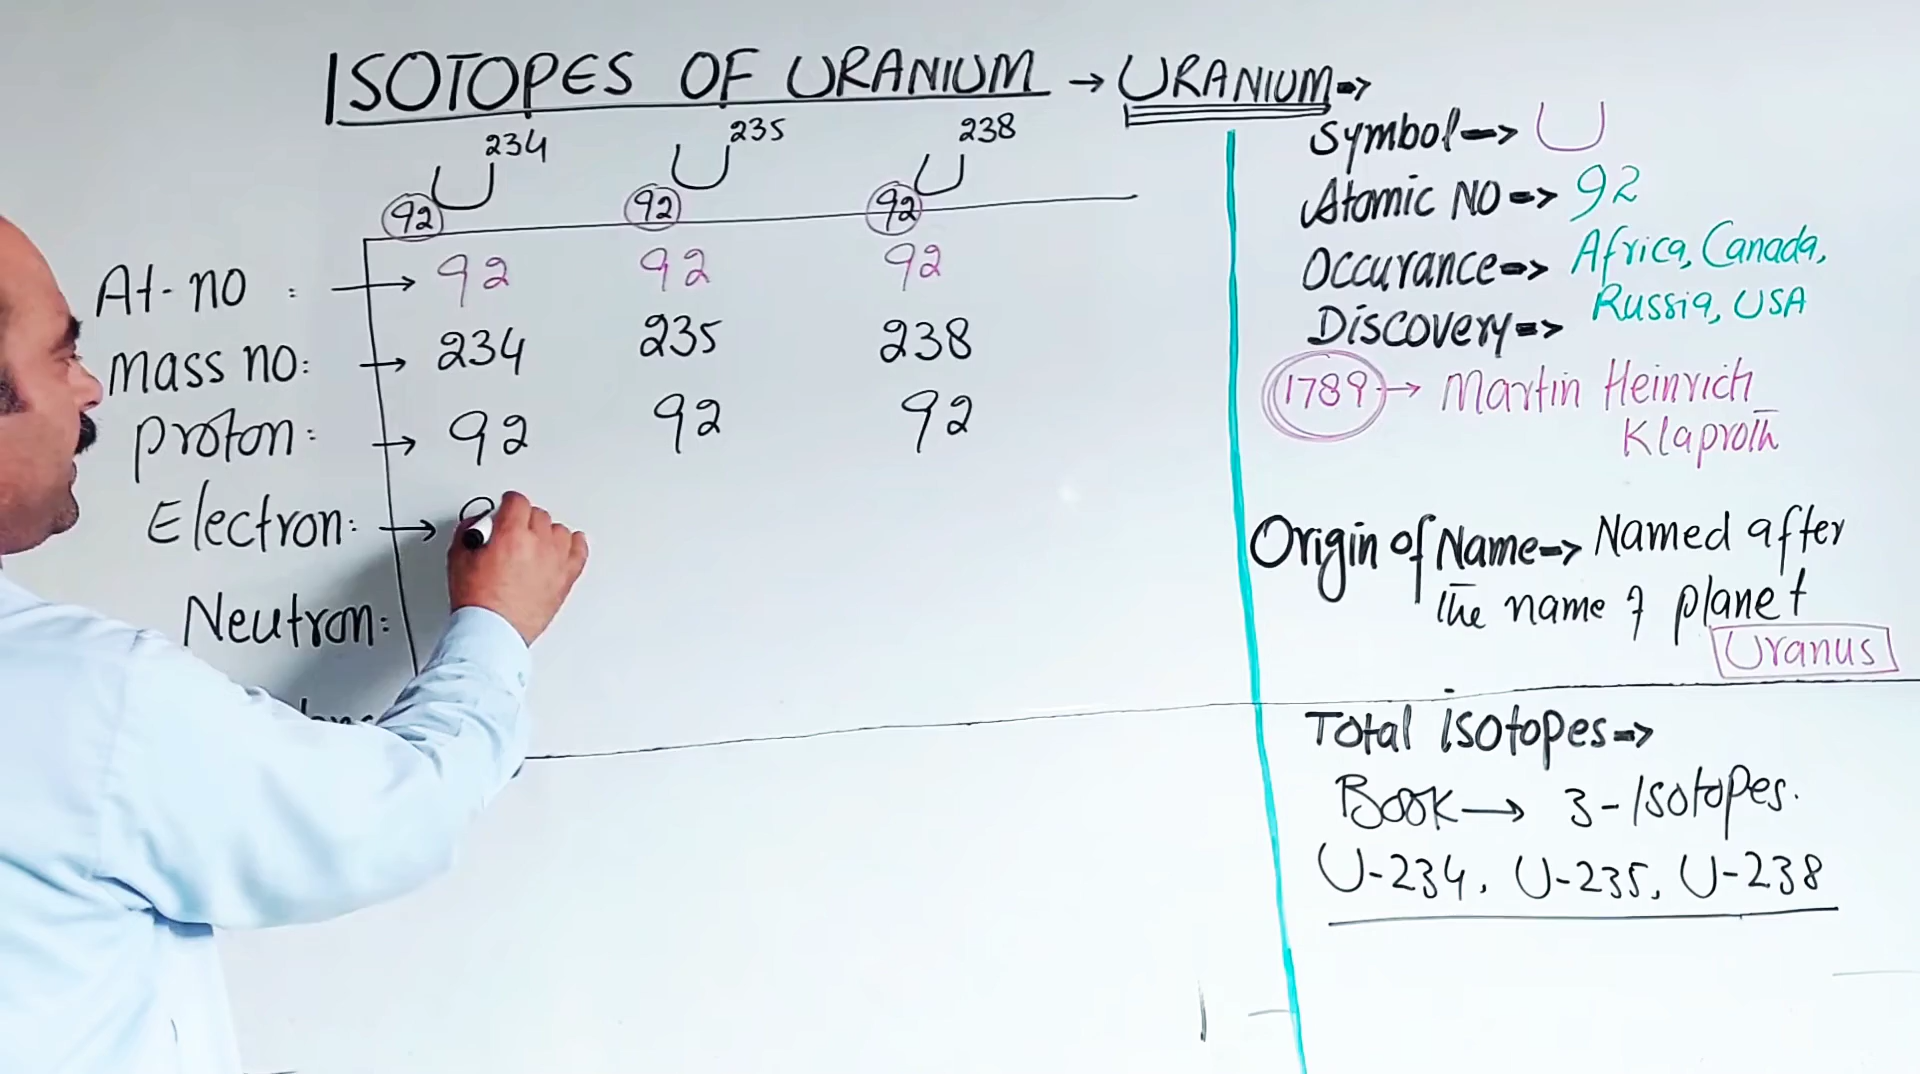 ISOTOPES OF URANIUM → URANIUM→
U 234 U 235 U 238
92 92 92
At-no : → 92 92 92
Mass no: → 234 235 238
Proton: → 92 92 92
Electron: → 9
Neutron:
Symbol→ U
Atomic NO→ 92
Occurance→ Africa, Canada,
Russia, USA
Discovery→
1789→ Martin Heinrich
Klaproth
Origin of Name→ Named after
the name of planet
Uranus
Total isotopes→
Book→ 3-Isotopes.
U-234, U-235, U-238